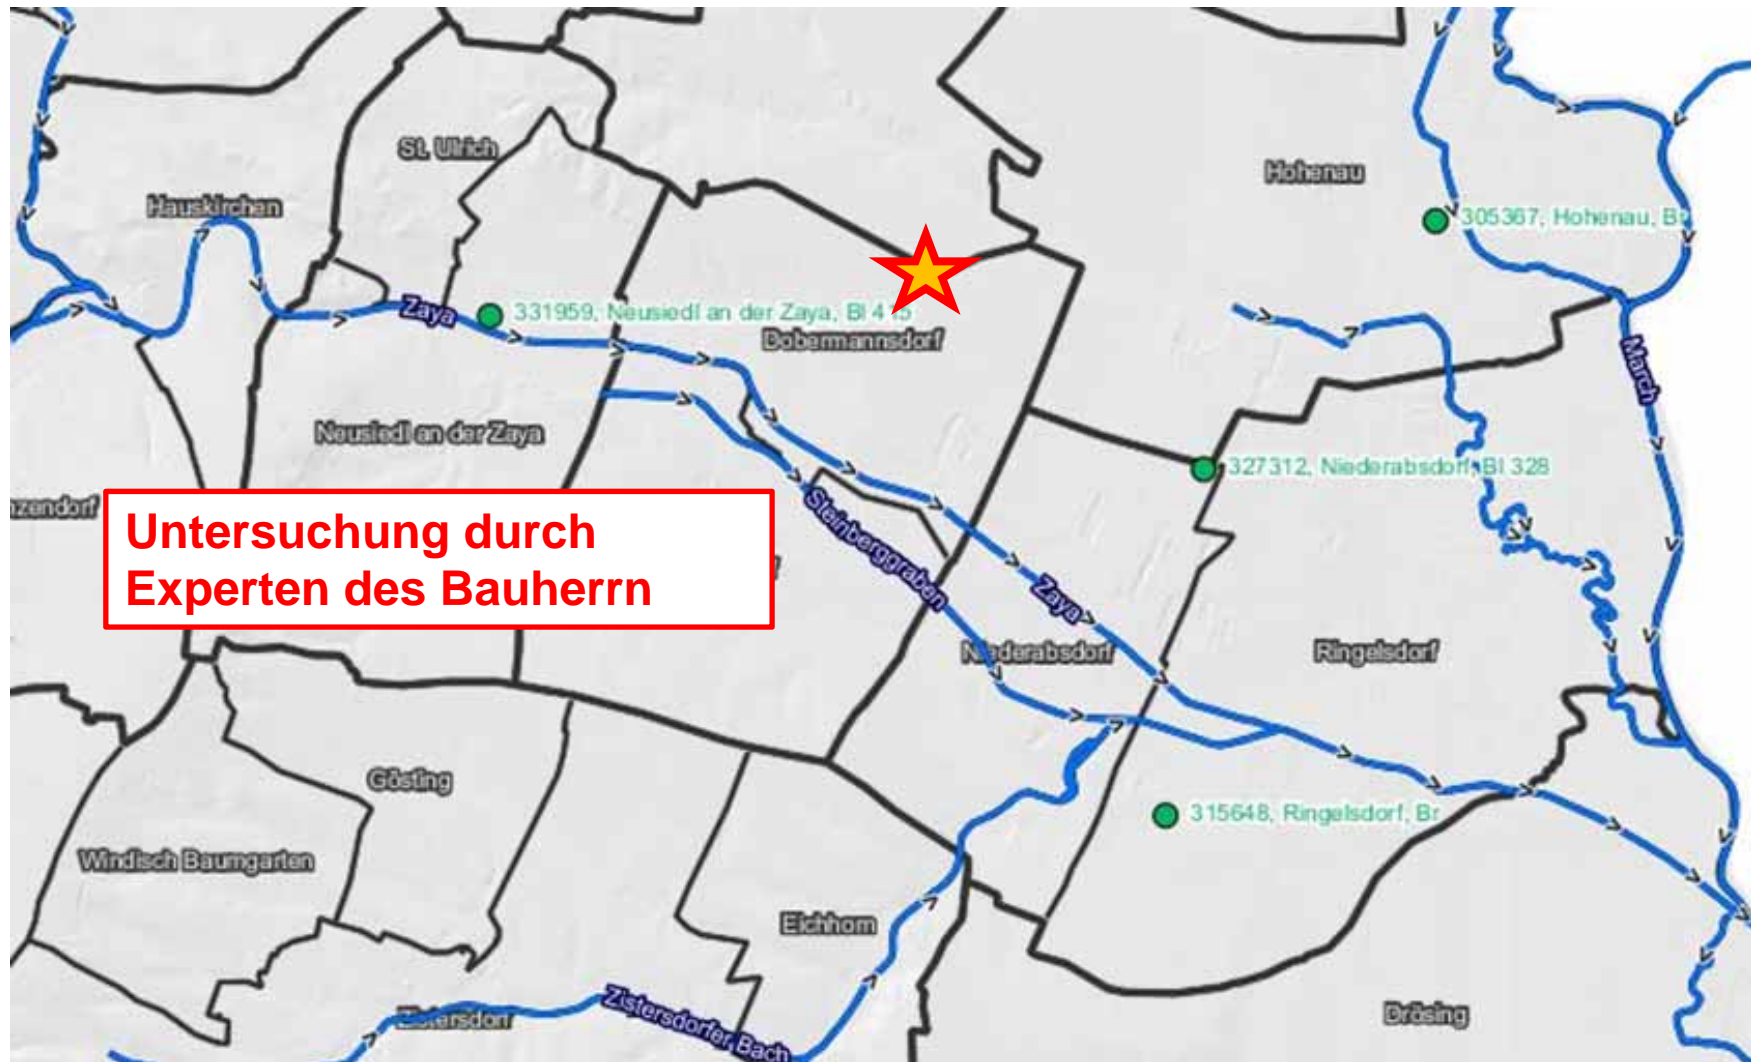 St. Ulrich
Hohenau
Hauskirchen
305367, Hohenau, Br
Zaya
331959, Neusiedl an der Zaya, Bl 415
Dobermannsdorf
March
Neusiedl an der Zaya
327312, Niederabsdorf, Bl 328
zendorf
Untersuchung durch
Experten des Bauherrn
Steinberggraben
Zaya
Niederabsdorf
Ringelsdorf
Gösting
315648, Ringelsdorf, Br
Windisch Baumgarten
Eichhorn
Zistersdorf
Zistersdorfer Bach
Drösing